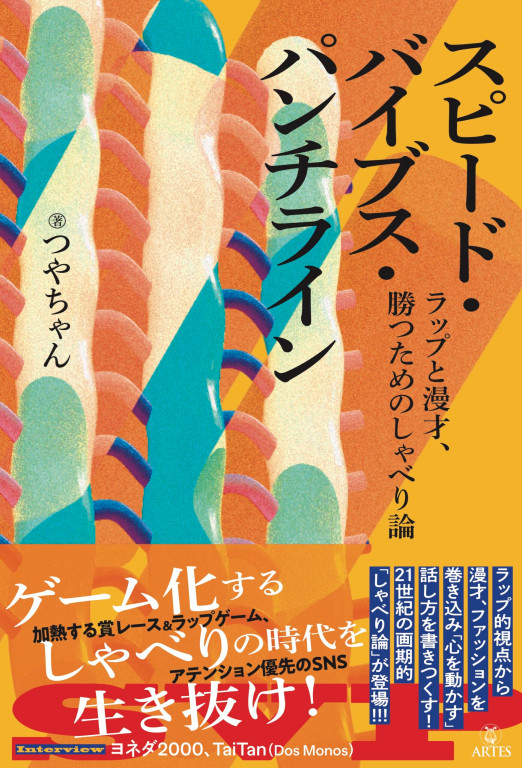 スピード・
バイブス・
パンチライン
ラップと漫才、
勝つためのしゃべり論
著 つやちゃん
ゲーム化する
加熱する賞レース&ラップゲーム、
しゃべりの時代を
アテンション優先のSNS
生き抜け!
SVP
Interview ヨネダ2000、TaiTan(Dos Monos)
ラップ的視点から
漫才、ファッションを
巻き込み「心を動かす」
話し方を書きつくす!
21世紀の画期的
「しゃべり論」が登場!!!
ARTES